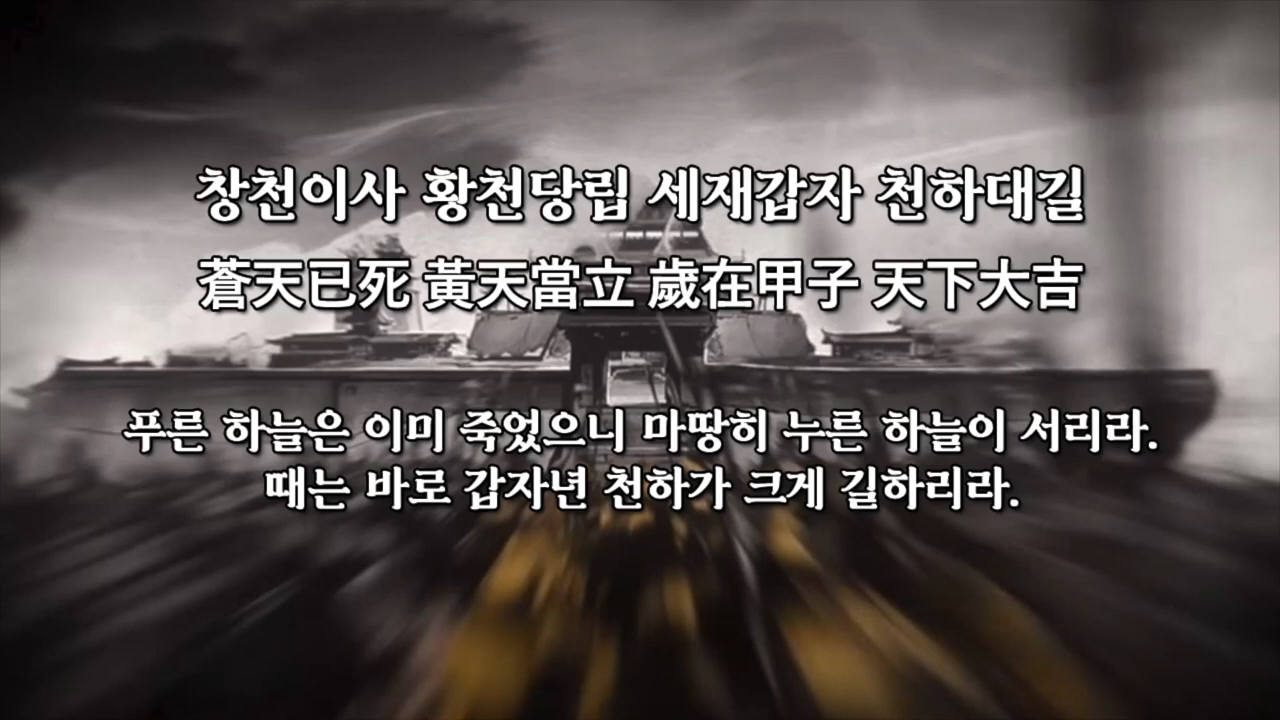 창천이사 황천당립 세재갑자 천하대길
蒼天已死 黃天當立 歲在甲子 天下大吉
푸른 하늘은 이미 죽었으니 마땅히 누른 하늘이 서리라.
때는 바로 갑자년 천하가 크게 길하리라.